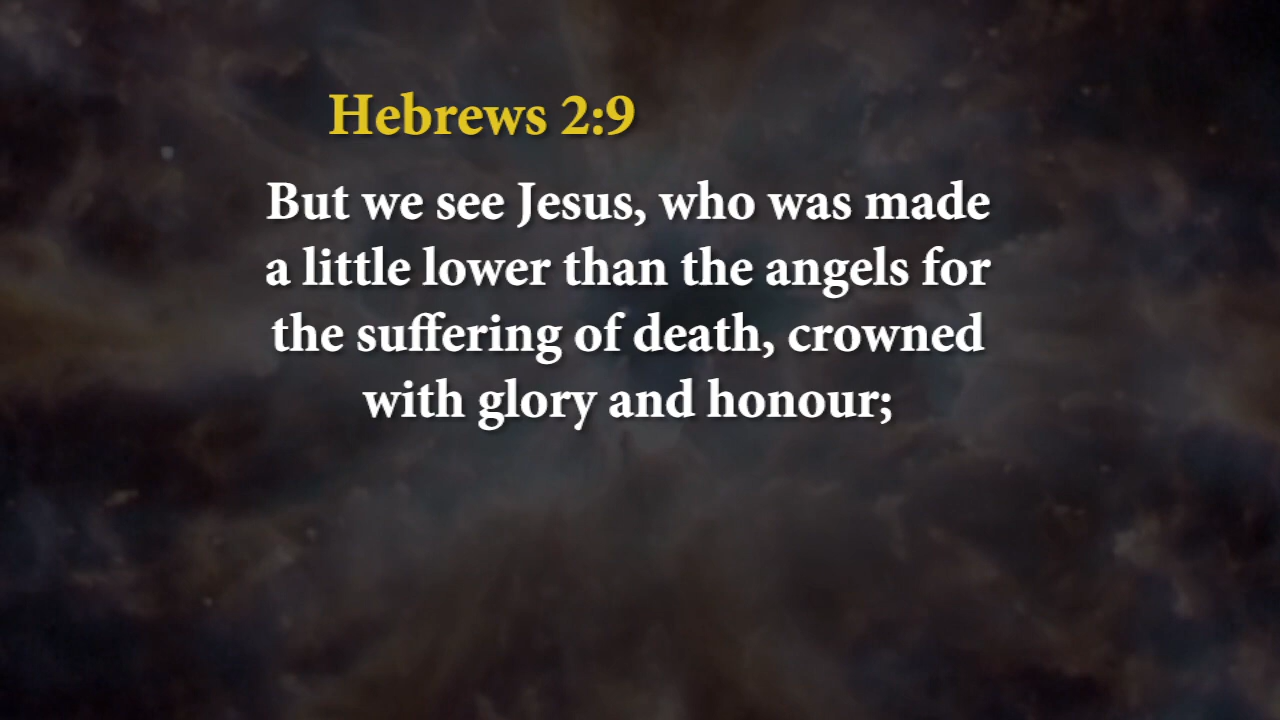 Hebrews 2:9
But we see Jesus, who was made
a little lower than the angels for
the suffering of death, crowned
with glory and honour;